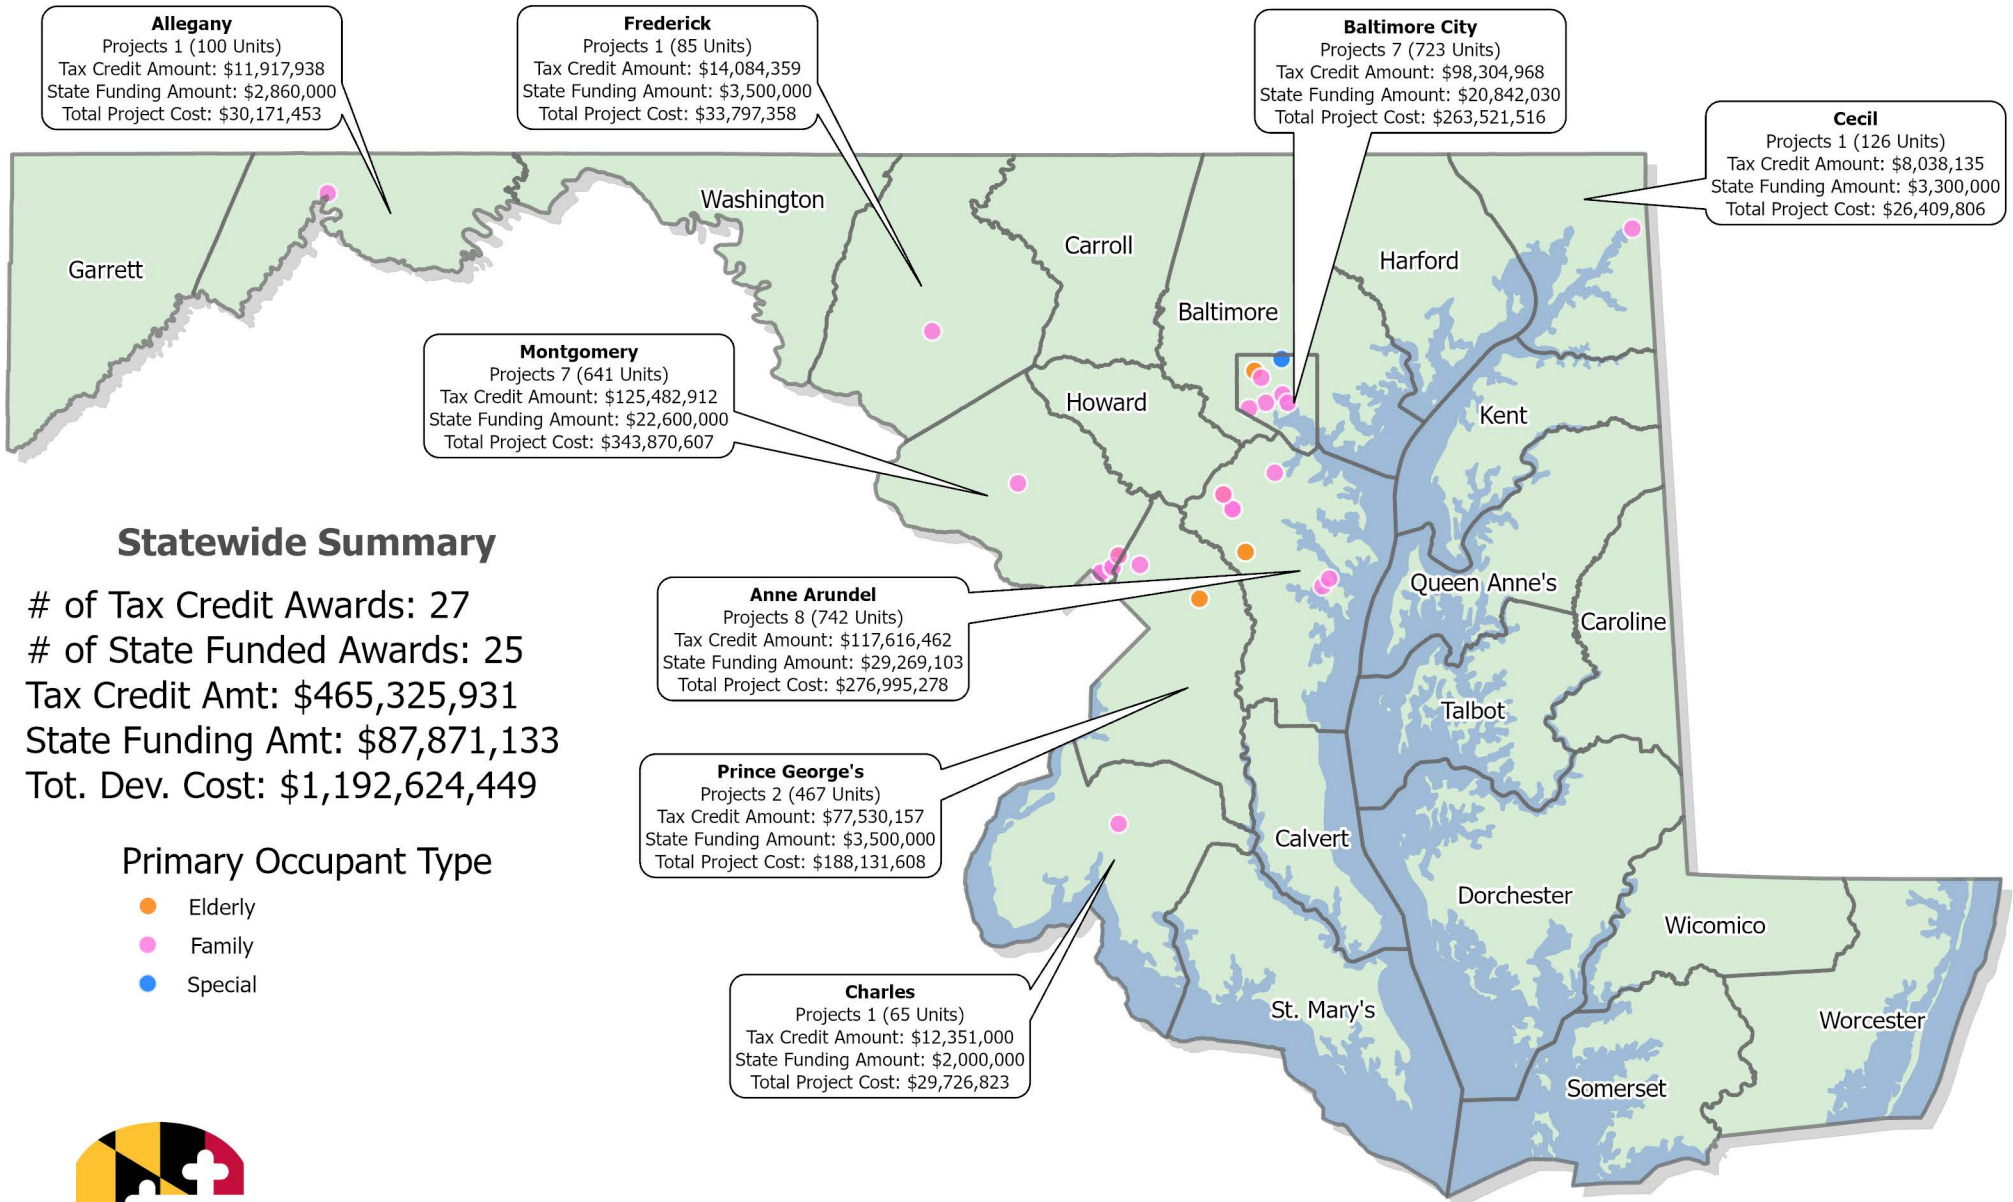 Allegany
Projects 1 (100 Units)
Tax Credit Amount: $11,917,938
State Funding Amount: $2,860,000
Total Project Cost: $30,171,453
Frederick
Projects 1 (85 Units)
Tax Credit Amount: $14,084,359
State Funding Amount: $3,500,000
Total Project Cost: $33,797,358
Baltimore City
Projects 7 (723 Units)
Tax Credit Amount: $98,304,968
State Funding Amount: $20,842,030
Total Project Cost: $263,521,516
Cecil
Projects 1 (126 Units)
Tax Credit Amount: $8,038,135
State Funding Amount: $3,300,000
Total Project Cost: $26,409,806
Garrett
Washington
Carroll
Baltimore
Harford
Montgomery
Projects 7 (641 Units)
Tax Credit Amount: $125,482,912
State Funding Amount: $22,600,000
Total Project Cost: $343,870,607
Howard
Kent
Statewide Summary
# of Tax Credit Awards: 27
# of State Funded Awards: 25
Tax Credit Amt: $465,325,931
State Funding Amt: $87,871,133
Tot. Dev. Cost: $1,192,624,449
Anne Arundel
Projects 8 (742 Units)
Tax Credit Amount: $117,616,462
State Funding Amount: $29,269,103
Total Project Cost: $276,995,278
Queen Anne's
Caroline
Talbot
Prince George's
Projects 2 (467 Units)
Tax Credit Amount: $77,530,157
State Funding Amount: $3,500,000
Total Project Cost: $188,131,608
Calvert
Dorchester
Wicomico
Primary Occupant Type
Elderly
Family
Special
Charles
Projects 1 (65 Units)
Tax Credit Amount: $12,351,000
State Funding Amount: $2,000,000
Total Project Cost: $29,726,823
St. Mary's
Worcester
Somerset